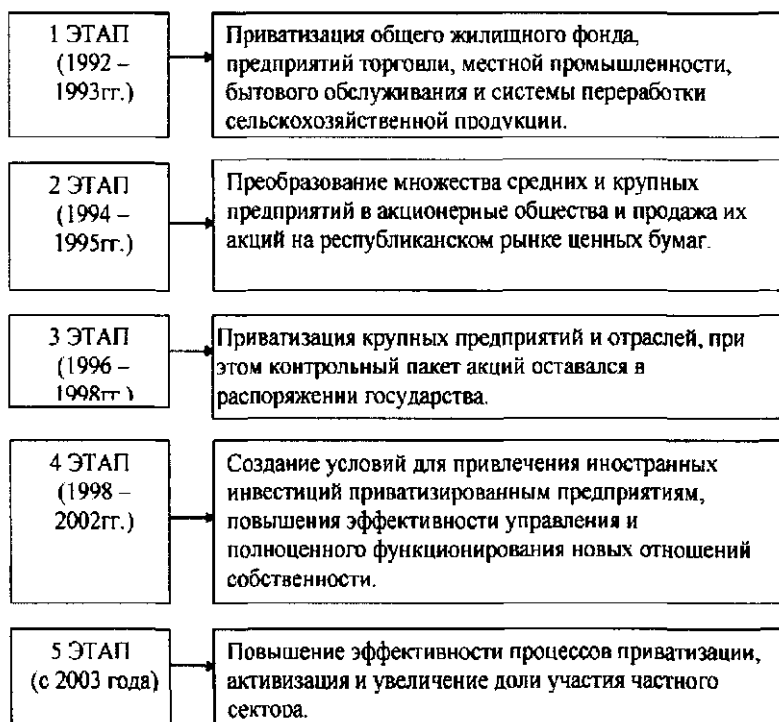 1 ЭТАП
(1992 –
1993гг.)
Приватизация общего жилищного фонда,
предприятий торговли, местной промышленности,
бытового обслуживания и системы переработки
сельскохозяйственной продукции.
2 ЭТАП
(1994 –
1995гг.)
Преобразование множества средних и крупных
предприятий в акционерные общества и продажа их
акций на республиканском рынке ценных бумаг.
3 ЭТАП
(1996 –
1998гг.)
Приватизация крупных предприятий и отраслей, при
этом контрольный пакет акций оставался в
распоряжении государства.
4 ЭТАП
(1998 –
2002гг.)
Создание условий для привлечения иностранных
инвестиций приватизированным предприятиям,
повышения эффективности управления и
полноценного функционирования новых отношений
собственности.
5 ЭТАП
(с 2003 года)
Повышение эффективности процессов приватизации,
активизация и увеличение доли участия частного
сектора.